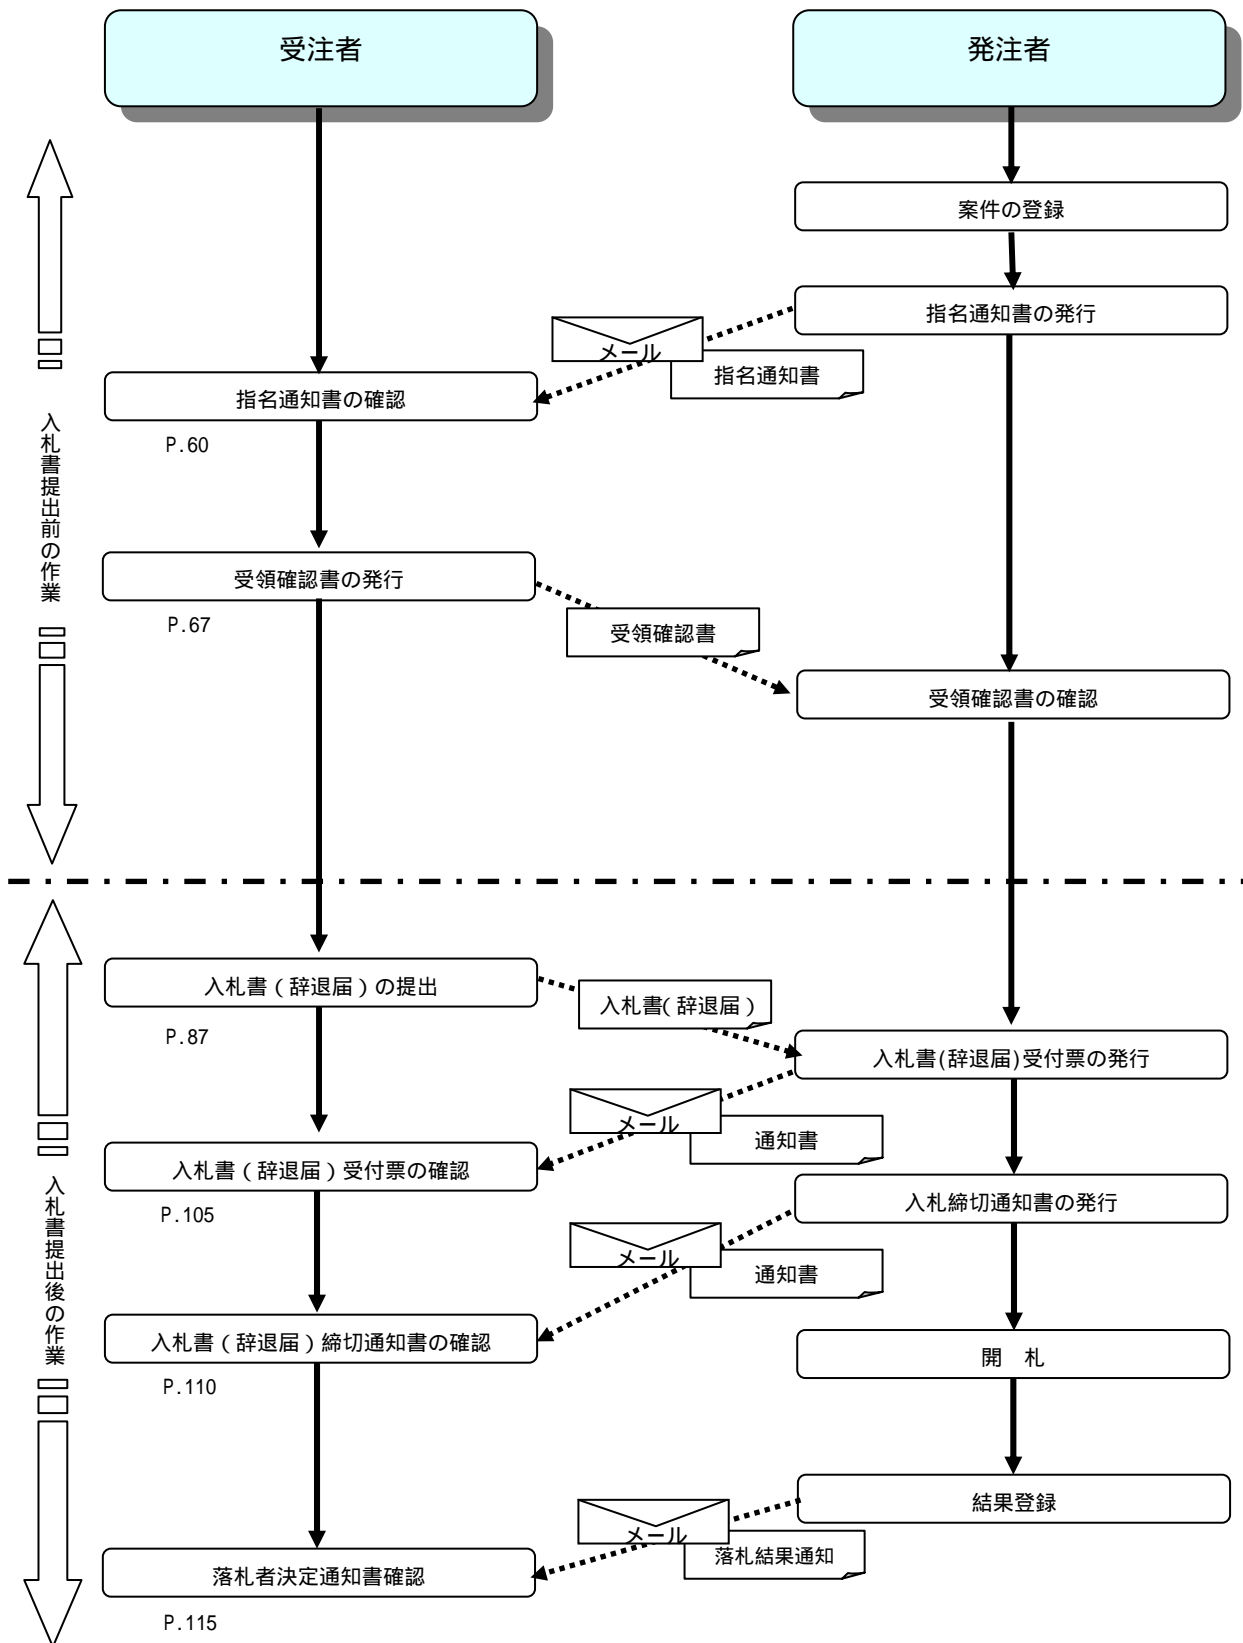 受注者
発注者
案件の登録
指名通知書の発行
メール
指名通知書
指名通知書の確認
P.60
入札書提出前の作業
受領確認書の発行
P.67
受領確認書
受領確認書の確認
入札書（辞退届）の提出
P.87
入札書（辞退届）
入札書(辞退届)受付票の発行
メール
通知書
入札書（辞退届）受付票の確認
P.105
入札書提出後の作業
入札締切通知書の発行
メール
通知書
入札書（辞退届）締切通知書の確認
P.110
開　札
結果登録
メール
落札結果通知
落札者決定通知書確認
P.115